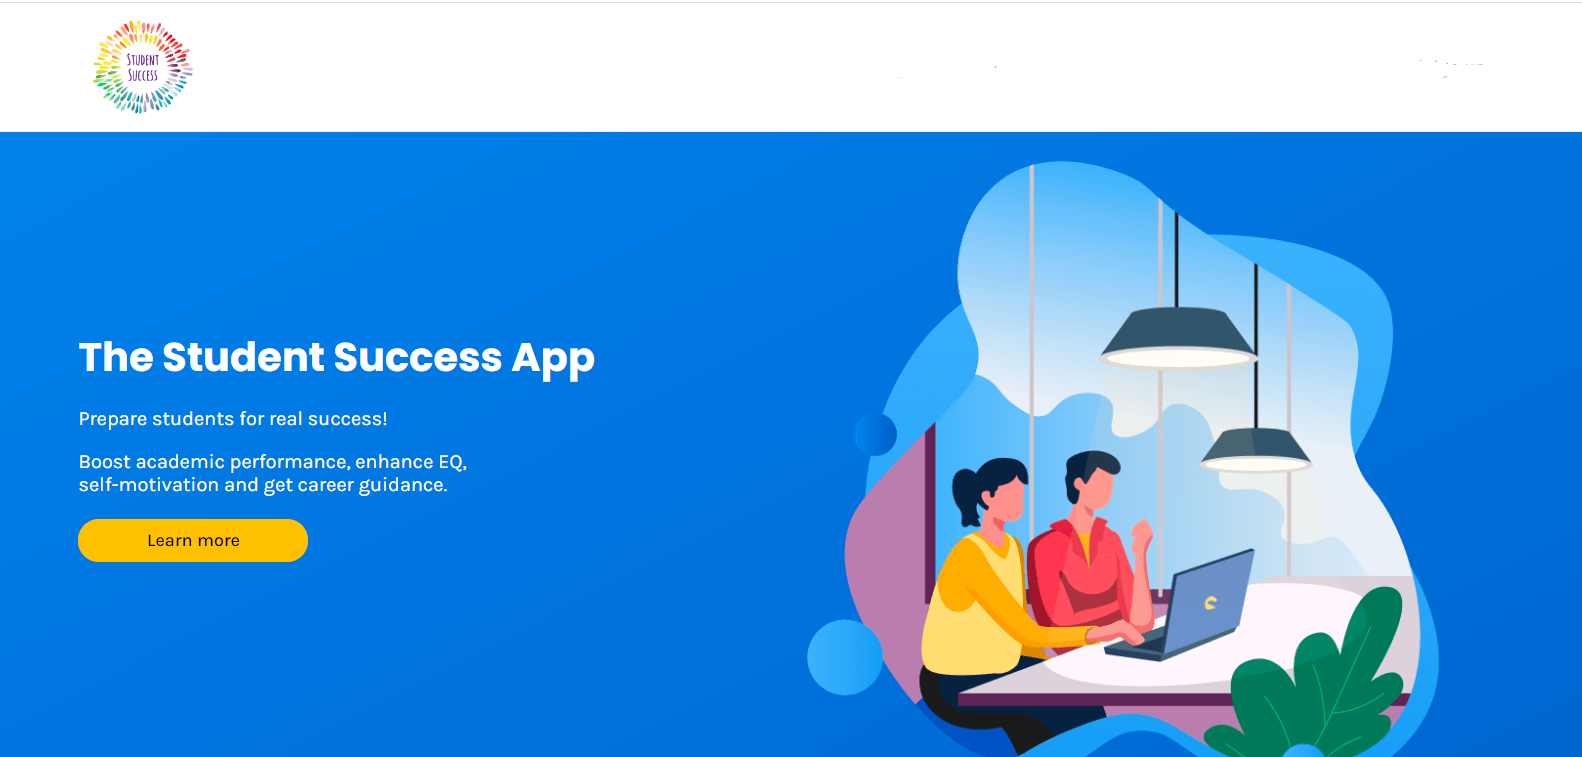 STUDENT
SUCCESS
The Student Success App
Prepare students for real success!
Boost academic performance, enhance EQ,
self-motivation and get career guidance.
Learn more